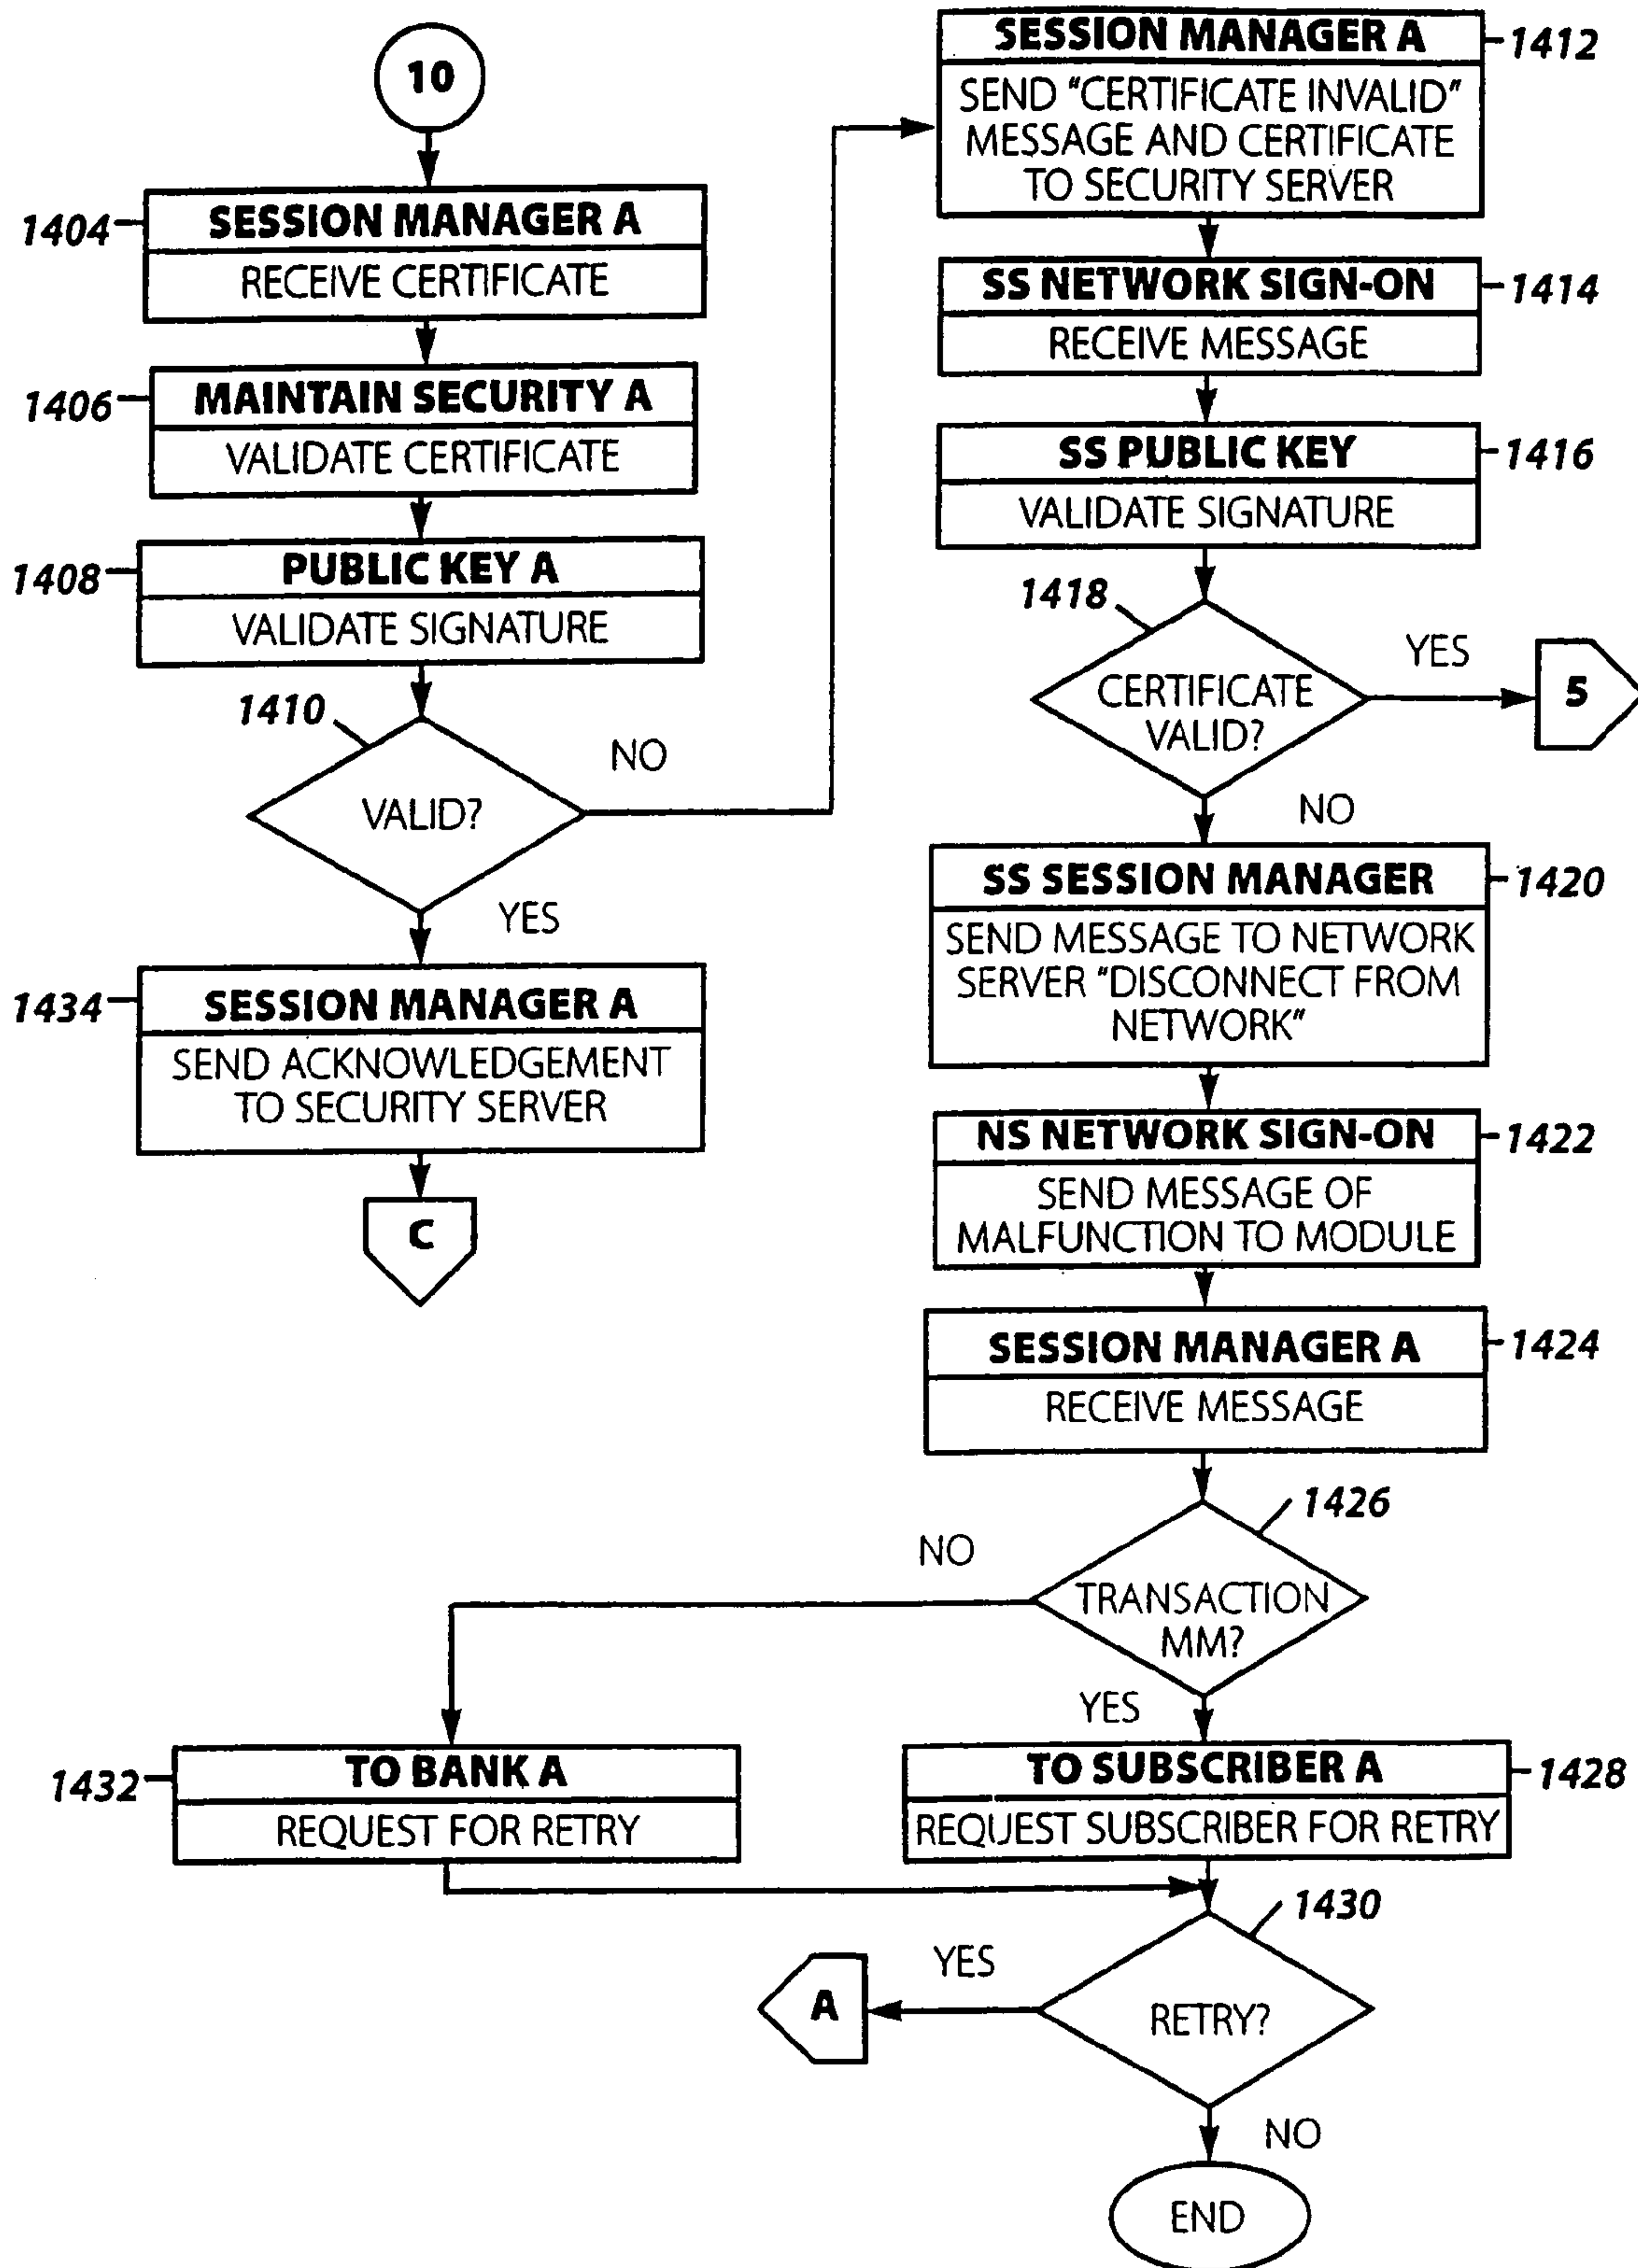 10
1404
SESSION MANAGER A
RECEIVE CERTIFICATE
1406
MAINTAIN SECURITY A
VALIDATE CERTIFICATE
1408
PUBLIC KEY A
VALIDATE SIGNATURE
1410
VALID?
NO
YES
1434
SESSION MANAGER A
SEND ACKNOWLEDGEMENT
TO SECURITY SERVER
C
SESSION MANAGER A
1412
SEND "CERTIFICATE INVALID"
MESSAGE AND CERTIFICATE
TO SECURITY SERVER
SS NETWORK SIGN-ON
1414
RECEIVE MESSAGE
SS PUBLIC KEY
1416
VALIDATE SIGNATURE
1418
CERTIFICATE
VALID?
YES
5
NO
SS SESSION MANAGER
1420
SEND MESSAGE TO NETWORK
SERVER "DISCONNECT FROM
NETWORK"
NS NETWORK SIGN-ON
1422
SEND MESSAGE OF
MALFUNCTION TO MODULE
SESSION MANAGER A
1424
RECEIVE MESSAGE
1426
TRANSACTION
MM?
NO
YES
1432
TO BANK A
REQUEST FOR RETRY
TO SUBSCRIBER A
1428
REQUEST SUBSCRIBER FOR RETRY
1430
RETRY?
YES
A
NO
END